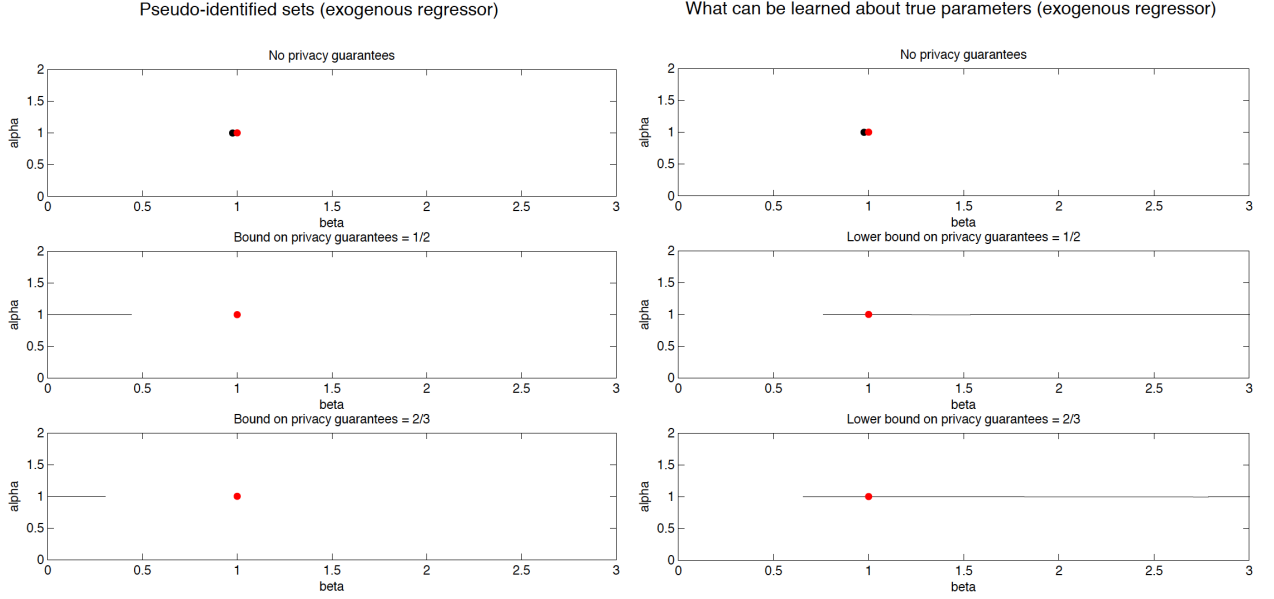 Pseudo-identified sets (exogenous regressor)
No privacy guarantees
2
1.5
1
0.5
0
alpha
0 0.5 1 1.5 2 2.5 3
beta
Bound on privacy guarantees = 1/2
2
1.5
1
0.5
0
alpha
0 0.5 1 1.5 2 2.5 3
beta
Bound on privacy guarantees = 2/3
2
1.5
1
0.5
0
alpha
0 0.5 1 1.5 2 2.5 3
beta
What can be learned about true parameters (exogenous regressor)
No privacy guarantees
2
1.5
1
0.5
0
alpha
0 0.5 1 1.5 2 2.5 3
beta
Lower bound on privacy guarantees = 1/2
2
1.5
1
0.5
0
alpha
0 0.5 1 1.5 2 2.5 3
beta
Lower bound on privacy guarantees = 2/3
2
1.5
1
0.5
0
alpha
0 0.5 1 1.5 2 2.5 3
beta